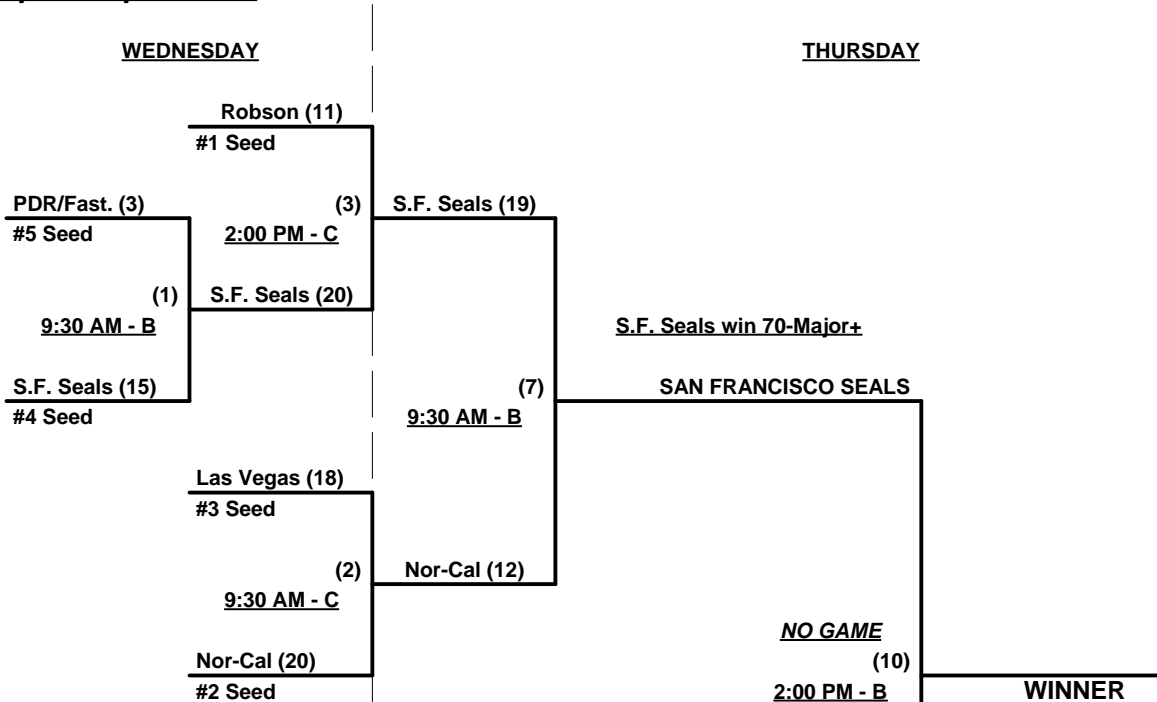 WEDNESDAY
THURSDAY
Robson (11)
#1 Seed
PDR/Fast. (3)
(3)
S.F. Seals (19)
#5 Seed
2:00 PM - C
(1)
S.F. Seals (20)
9:30 AM - B
S.F. Seals win 70-Major+
S.F. Seals (15)
(7)
SAN FRANCISCO SEALS
#4 Seed
9:30 AM - B
Las Vegas (18)
#3 Seed
(2)
Nor-Cal (12)
9:30 AM - C
NO GAME
Nor-Cal (20)
(10)
#2 Seed
2:00 PM - B
WINNER